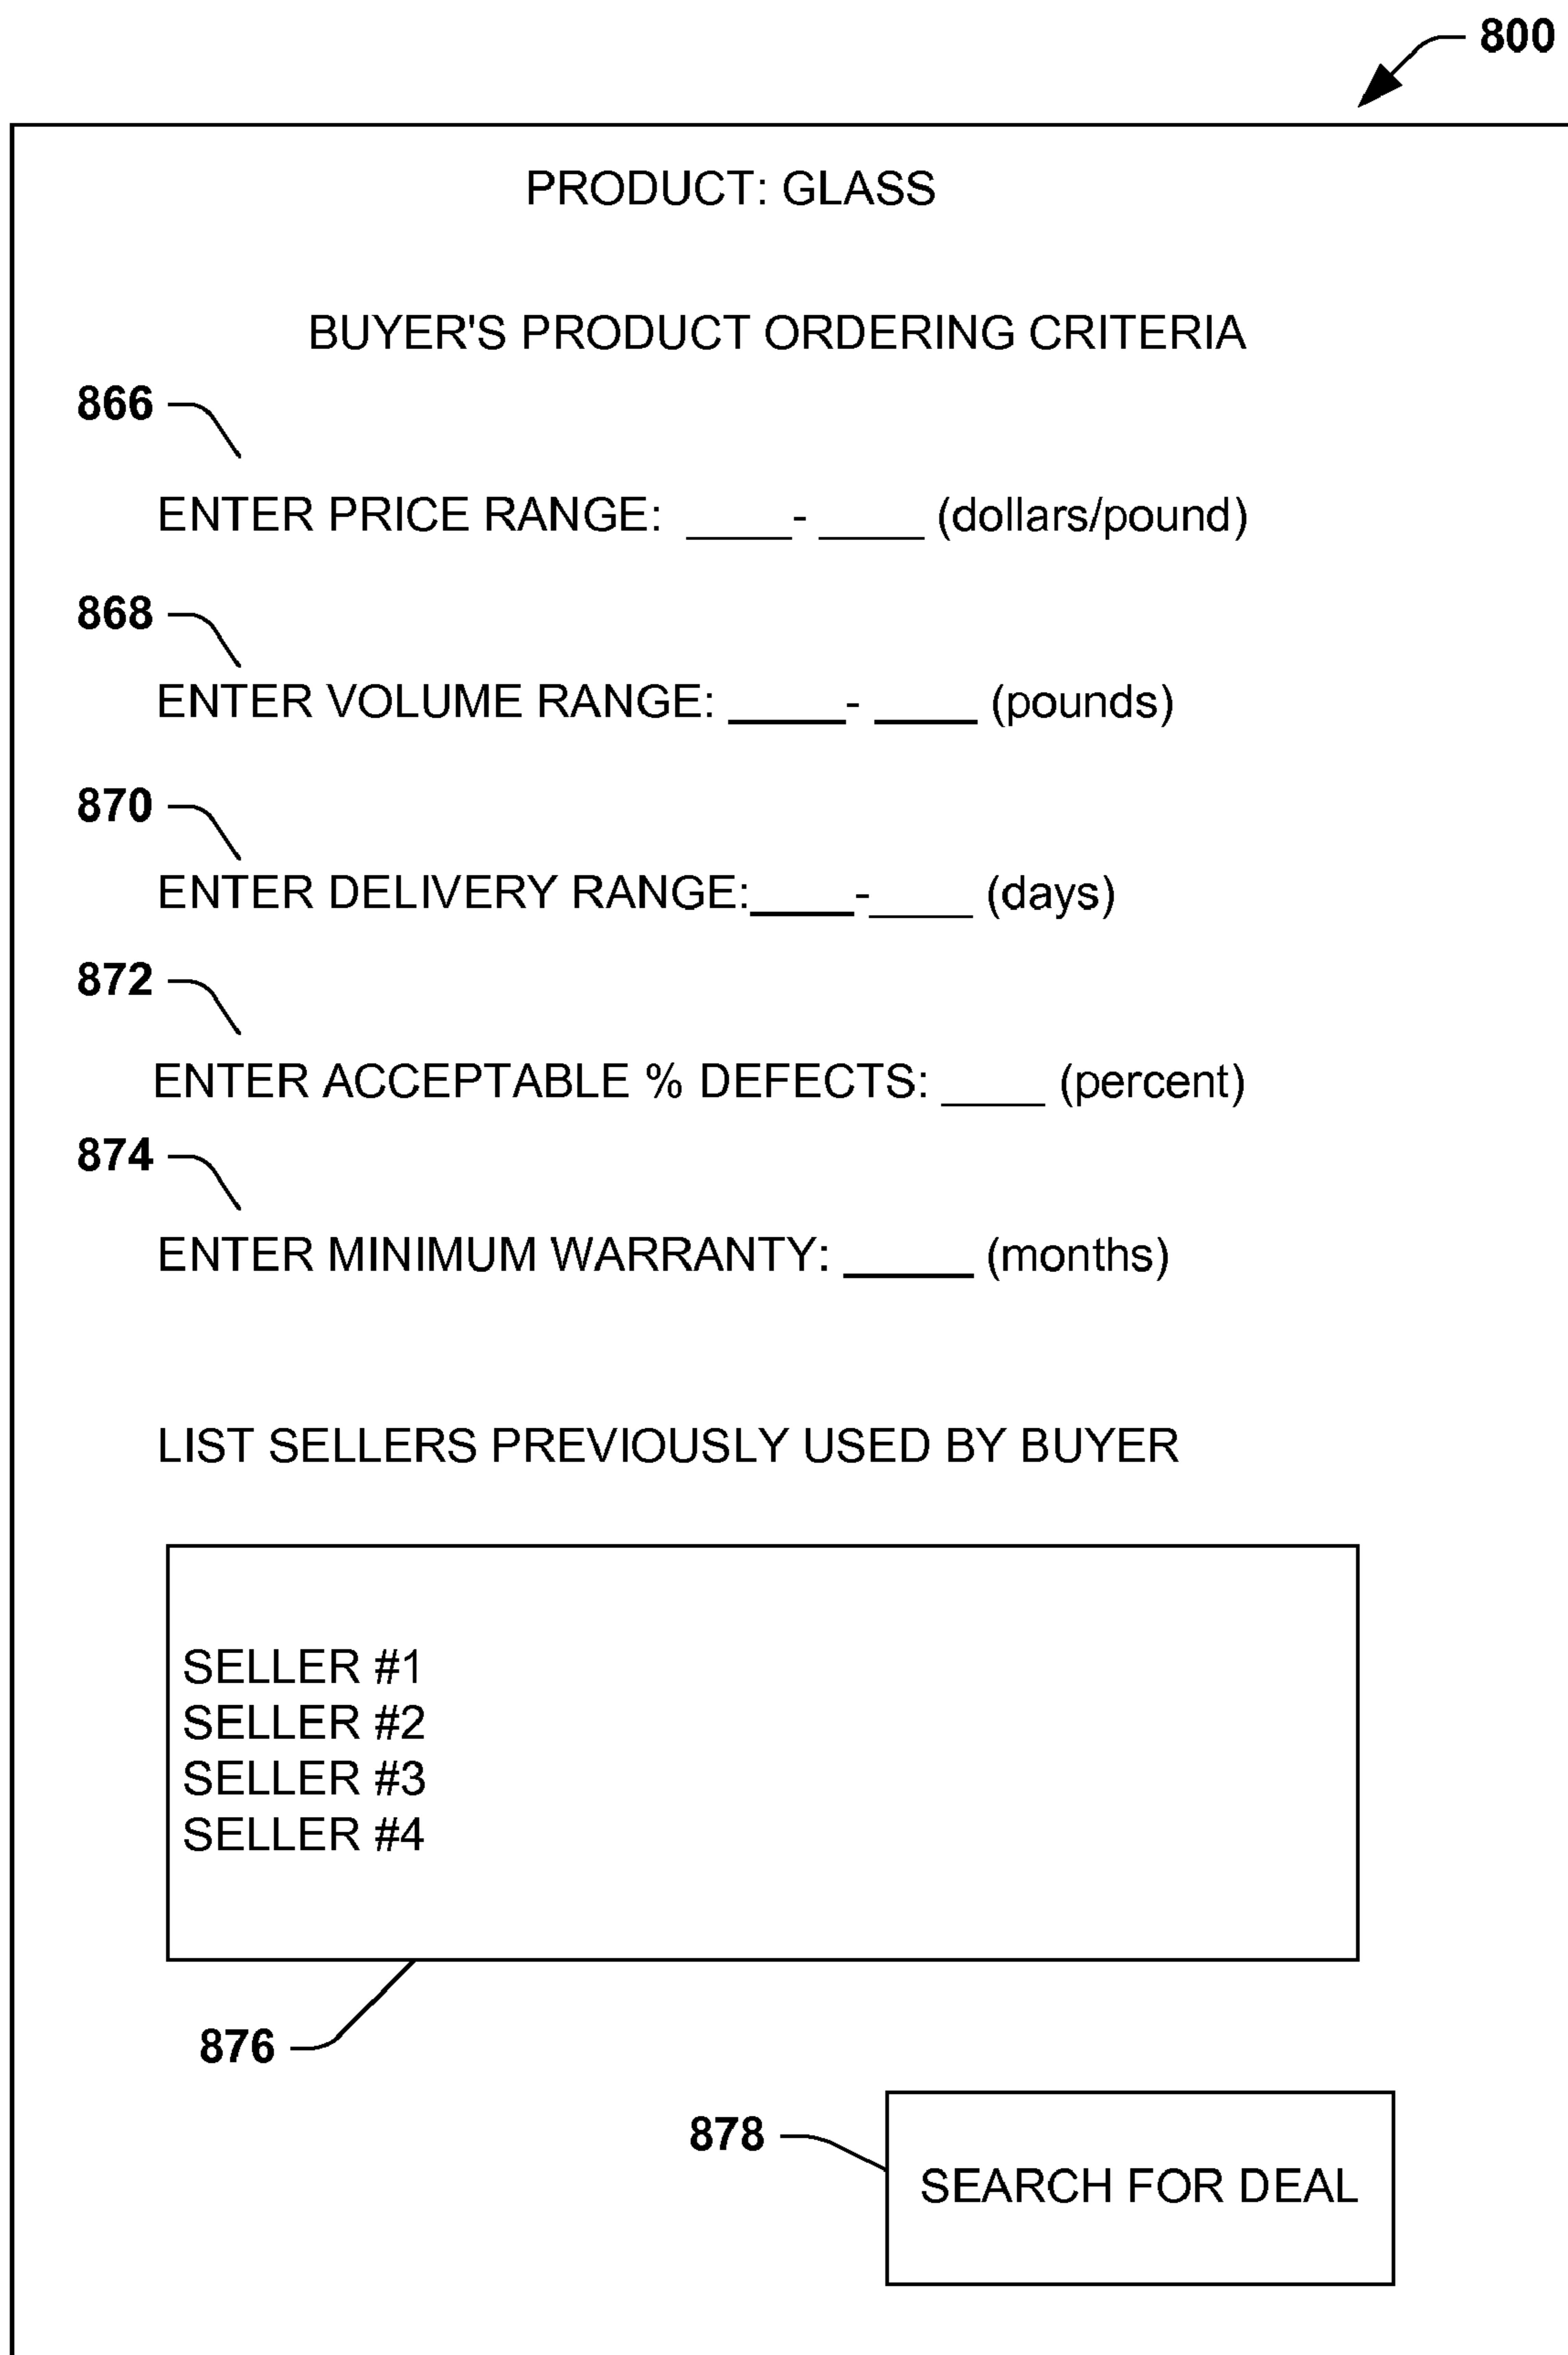 800
PRODUCT: GLASS
BUYER'S PRODUCT ORDERING CRITERIA
866
ENTER PRICE RANGE: ____- ____ (dollars/pound)
868
ENTER VOLUME RANGE: ____- ____ (pounds)
870
ENTER DELIVERY RANGE:____-____ (days)
872
ENTER ACCEPTABLE % DEFECTS: ____ (percent)
874
ENTER MINIMUM WARRANTY: _____ (months)
LIST SELLERS PREVIOUSLY USED BY BUYER
SELLER #1
SELLER #2
SELLER #3
SELLER #4
876
878
SEARCH FOR DEAL